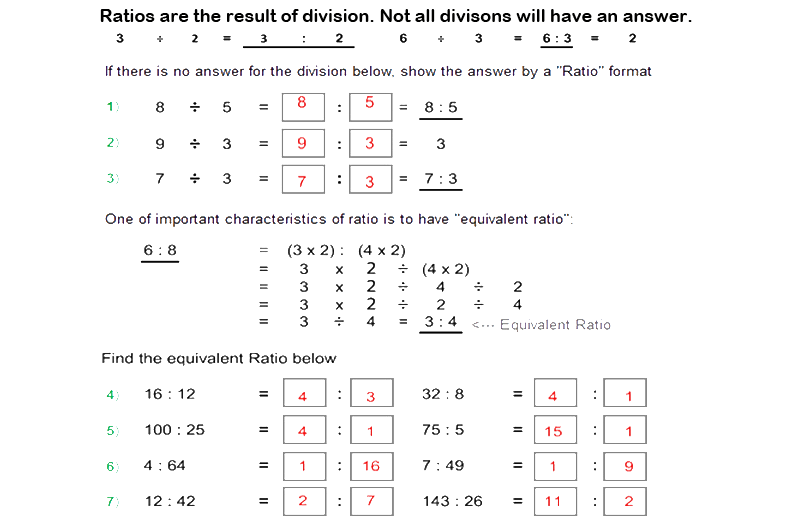 Ratios are the result of division. Not all divisons will have an answer.
3 ÷ 2 = 3 : 2 6 ÷ 3 = 6 : 3 = 2
If there is no answer for the division below, show the answer by a "Ratio" format
1) 8 ÷ 5 = 8 : 5 = 8 : 5
2) 9 ÷ 3 = 9 : 3 = 3
3) 7 ÷ 3 = 7 : 3 = 7 : 3
One of important characteristics of ratio is to have "equivalent ratio":
6 : 8 = (3 x 2) : (4 x 2)
= 3 x 2 ÷ (4 x 2)
= 3 x 2 ÷ 4 ÷ 2
= 3 x 2 ÷ 2 ÷ 4
= 3 ÷ 4 = 3 : 4 <--- Equivalent Ratio
Find the equivalent Ratio below
4) 16 : 12 = 4 : 3 32 : 8 = 4 : 1
5) 100 : 25 = 4 : 1 75 : 5 = 15 : 1
6) 4 : 64 = 1 : 16 7 : 49 = 1 : 9
7) 12 : 42 = 2 : 7 143 : 26 = 11 : 2